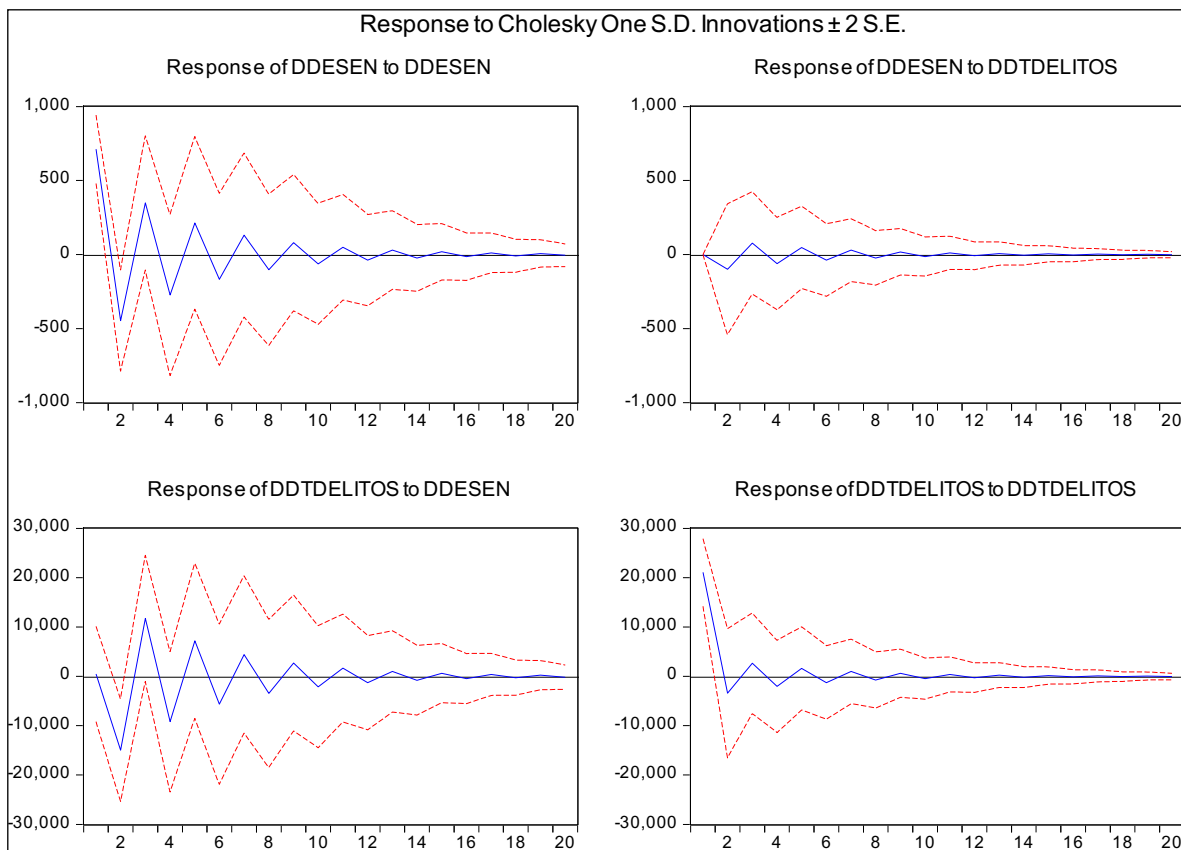 Response to Cholesky One S.D. Innovations ± 2 S.E.
Response of DDESEN to DDESEN
1,000
500
0
-500
-1,000
2 4 6 8 10 12 14 16 18 20
Response of DDESEN to DDTDELITOS
1,000
500
0
-500
-1,000
2 4 6 8 10 12 14 16 18 20
Response of DDTDELITOS to DDESEN
30,000
20,000
10,000
0
-10,000
-20,000
-30,000
2 4 6 8 10 12 14 16 18 20
Response of DDTDELITOS to DDTDELITOS
30,000
20,000
10,000
0
-10,000
-20,000
-30,000
2 4 6 8 10 12 14 16 18 20